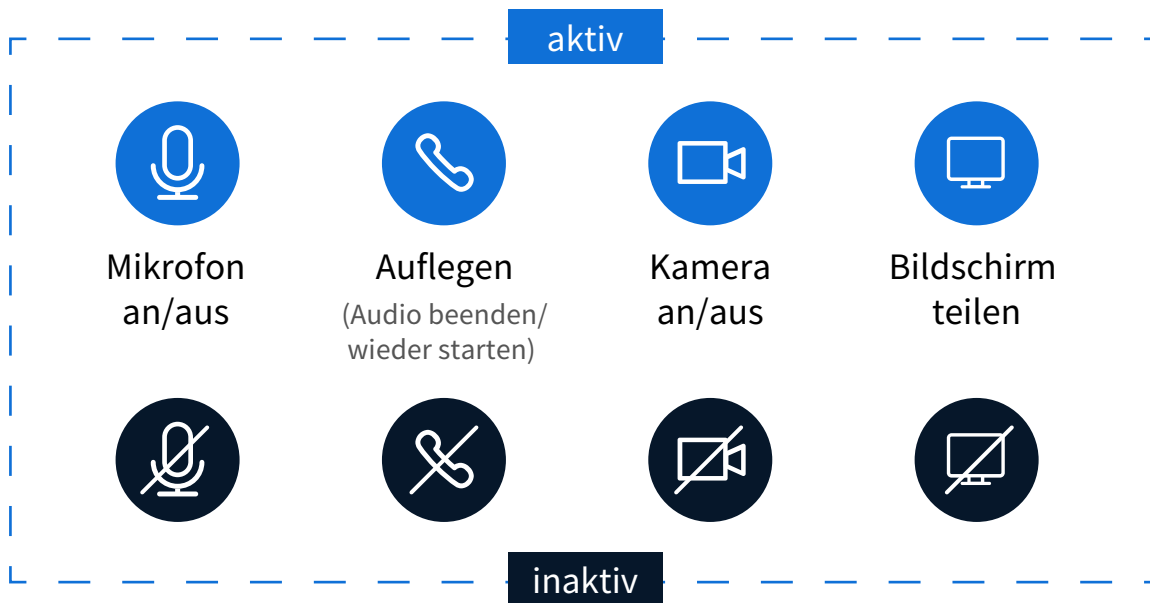 aktiv
Mikrofon
an/aus
Auflegen
(Audio beenden/
wieder starten)
Kamera
an/aus
Bildschirm
teilen
inaktiv